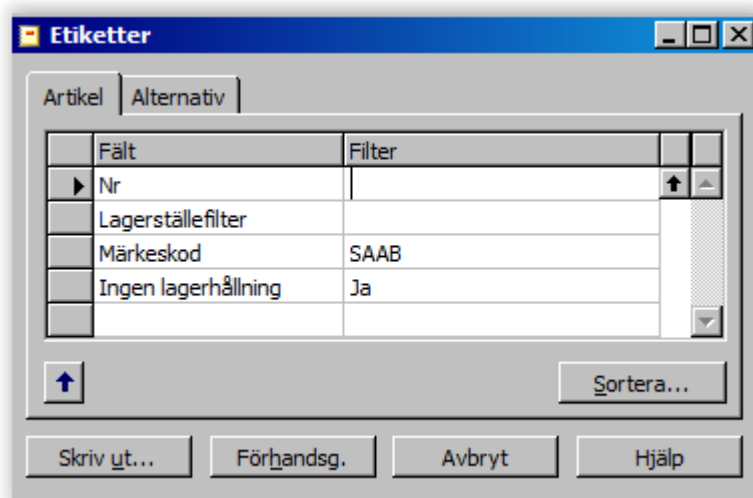 Etiketter
Artikel Alternativ
Fält Filter
Nr
Lagerställefilter
Märkeskod SAAB
Ingen lagerhållning Ja
Sortera...
Skriv ut... Förhandsg. Avbryt Hjälp